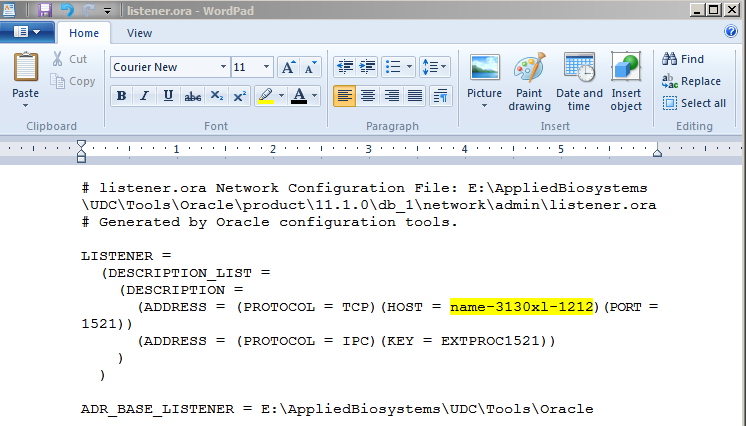 listener.ora - WordPad
Home View
Cut
Copy
Paste
Clipboard
Courier New 11 A A
B I U abc X₂ X² A
Font
Paragraph
Picture Paint drawing Date and time Insert object
Insert
Find
Replace
Select all
Editing
1 2 3 4 5
# listener.ora Network Configuration File: E:\AppliedBiosystems
\UDC\Tools\Oracle\product\11.1.0\db_1\network\admin\listener.ora
# Generated by Oracle configuration tools.
LISTENER =
(DESCRIPTION_LIST =
(DESCRIPTION =
(ADDRESS = (PROTOCOL = TCP)(HOST = name-3130xl-1212)(PORT =
1521))
(ADDRESS = (PROTOCOL = IPC)(KEY = EXTPROC1521))
)
)
ADR_BASE_LISTENER = E:\AppliedBiosystems\UDC\Tools\Oracle